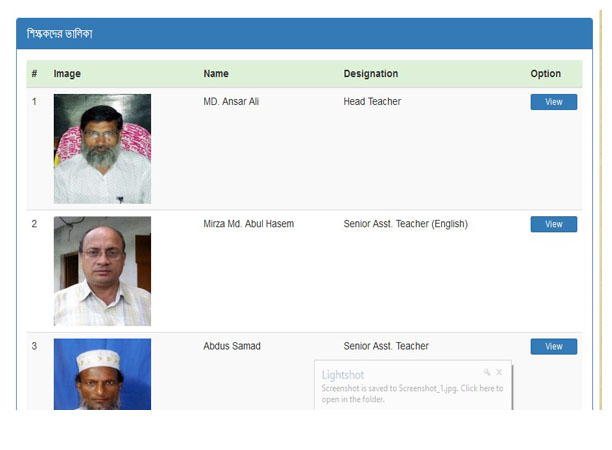 শিক্ষকদের তালিকা
# Image Name Designation Option
1 MD. Ansar Ali Head Teacher View
2 Mirza Md. Abul Hasem Senior Asst. Teacher (English) View
3 Abdus Samad Senior Asst. Teacher View
Lightshot
Screenshot is saved to Screenshot_1.jpg. Click here to
open in the folder.